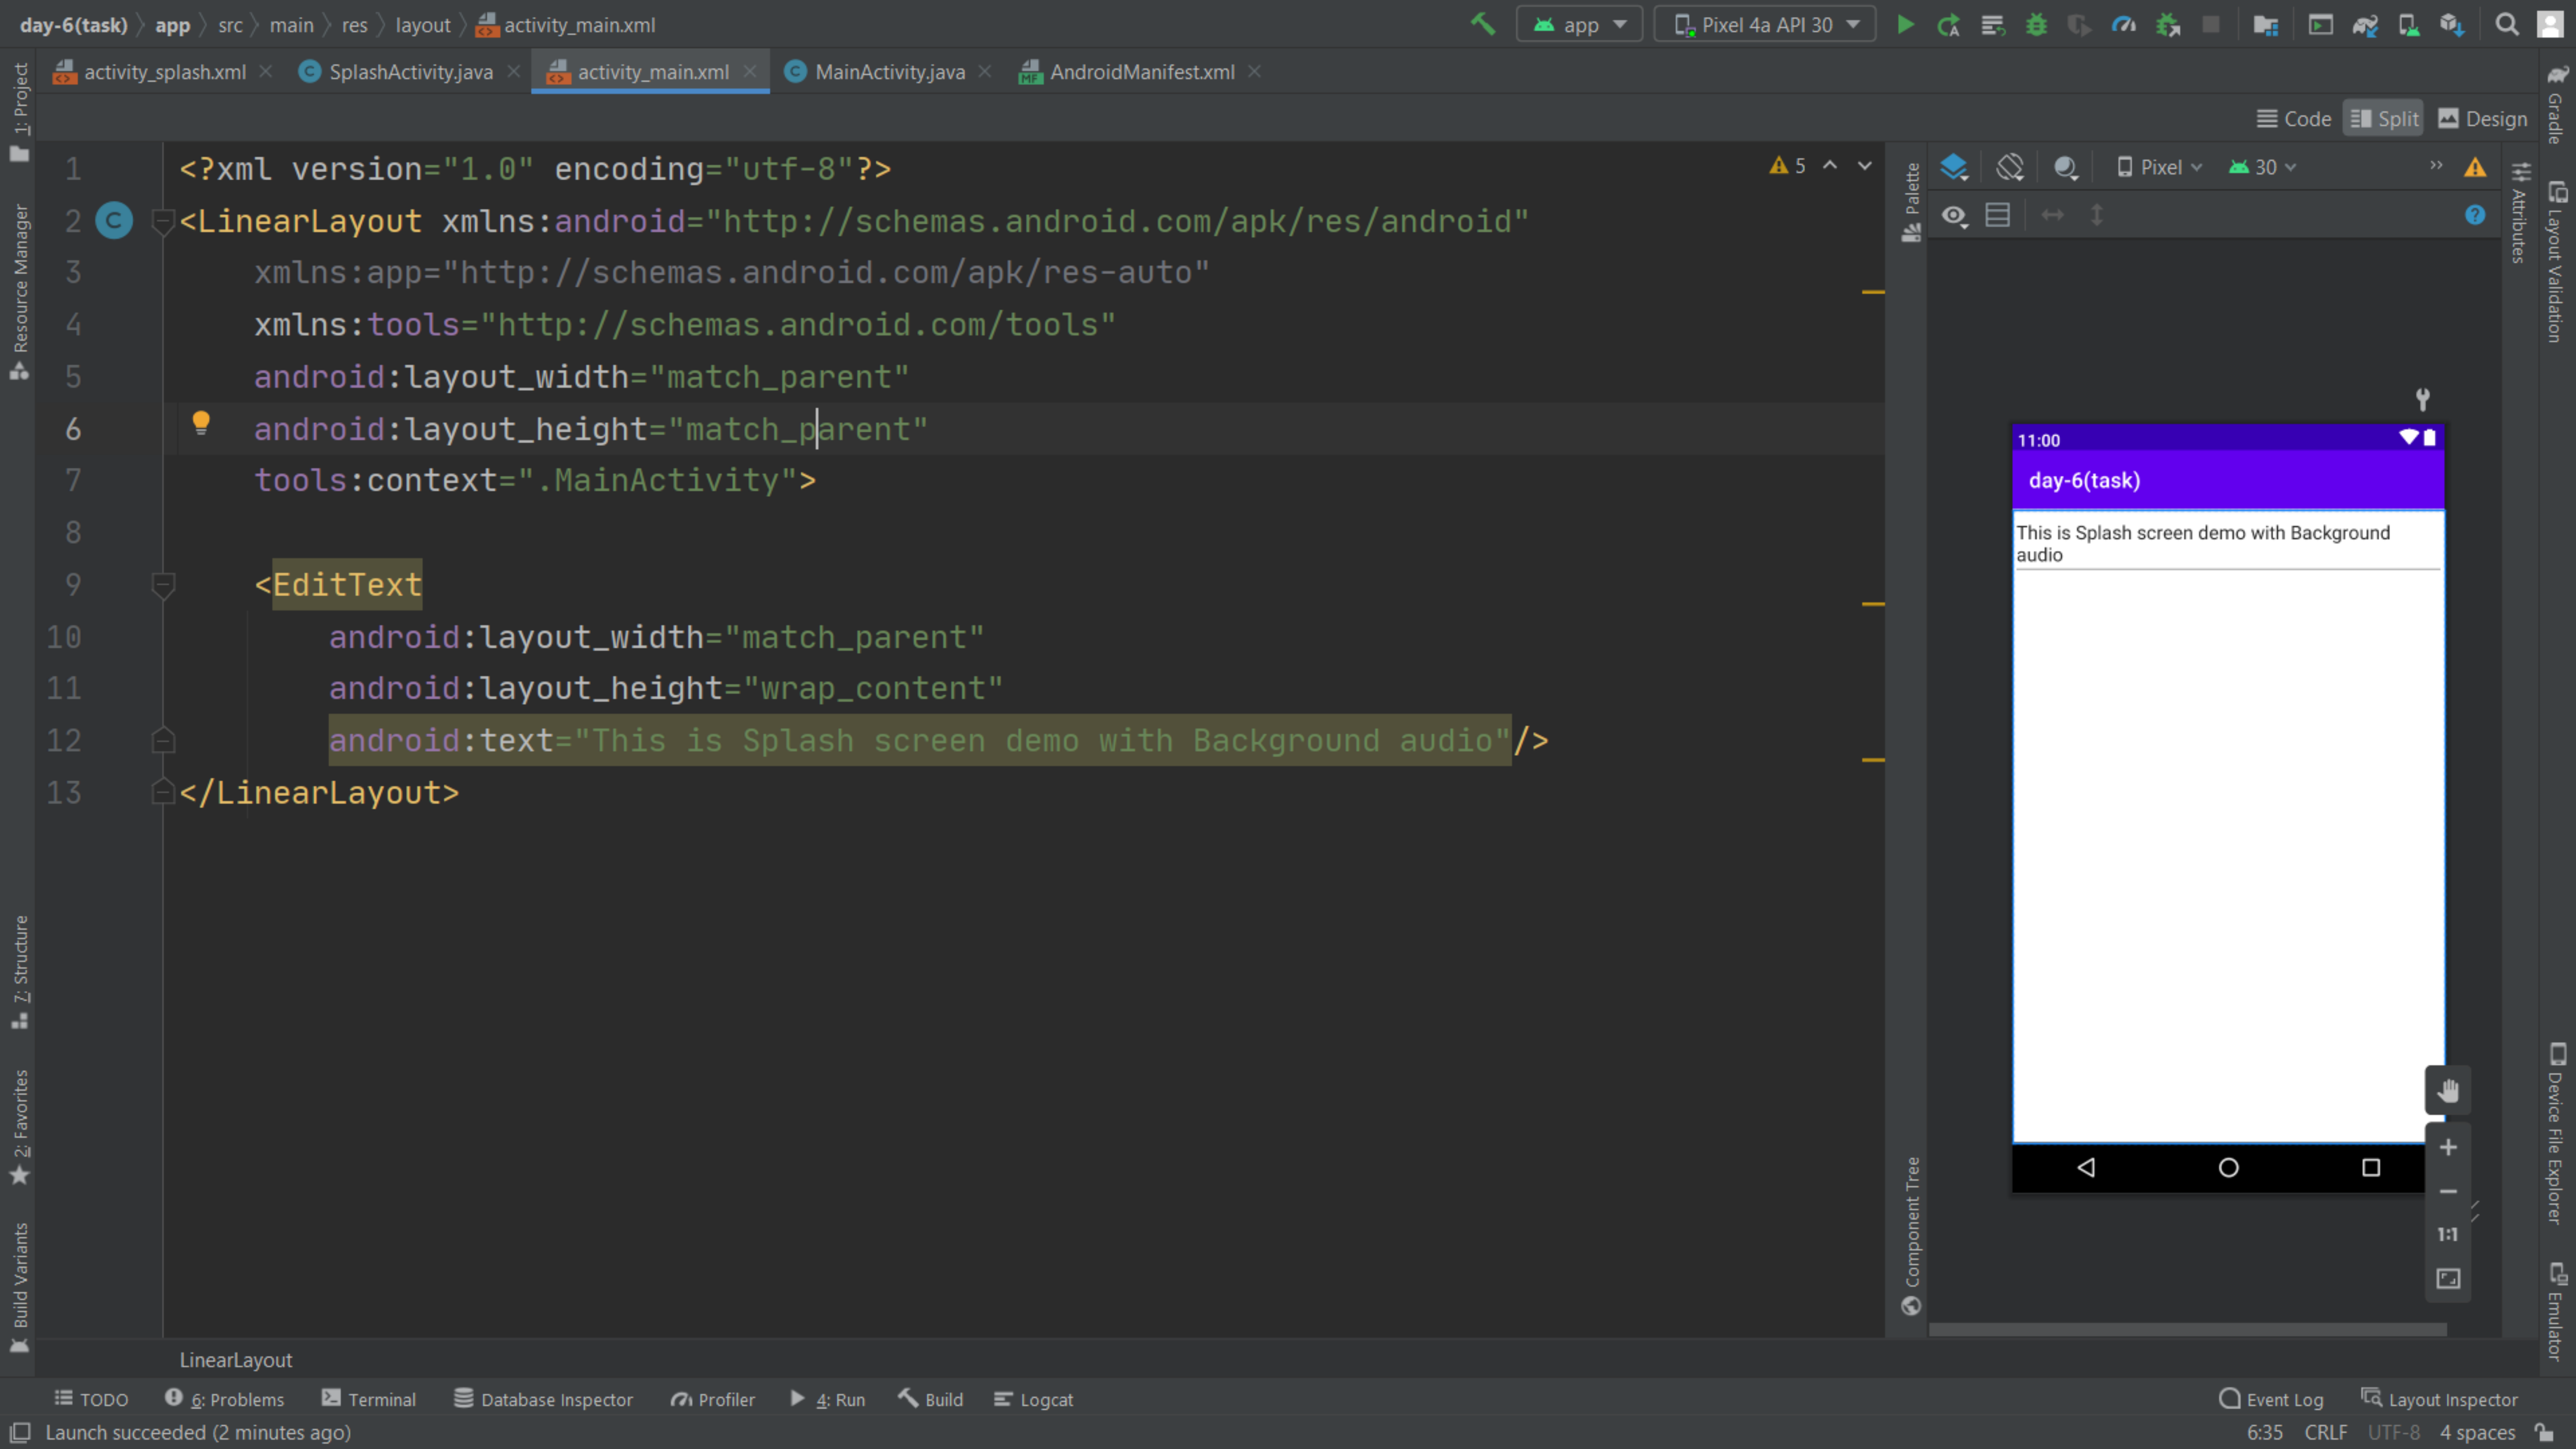 day-6(task) app src main res layout activity_main.xml
app Pixel 4a API 30
activity_splash.xml SplashActivity.java activity_main.xml MainActivity.java AndroidManifest.xml
Code Split Design
1 <?xml version="1.0" encoding="utf-8"?>
2 <LinearLayout xmlns:android="http://schemas.android.com/apk/res/android"
3 xmlns:app="http://schemas.android.com/apk/res-auto"
4 xmlns:tools="http://schemas.android.com/tools"
5 android:layout_width="match_parent"
6 android:layout_height="match_parent"
7 tools:context=".MainActivity">
8
9 <EditText
10 android:layout_width="match_parent"
11 android:layout_height="wrap_content"
12 android:text="This is Splash screen demo with Background audio"/>
13 </LinearLayout>
5
1: Project
Resource Manager
7: Structure
2: Favorites
Build Variants
Palette
Component Tree
Pixel 30
11:00
day-6(task)
This is Splash screen demo with Background
audio
1:1
Attributes
Gradle
Layout Validation
Device File Explorer
Emulator
LinearLayout
TODO 6: Problems Terminal Database Inspector Profiler 4: Run Build Logcat Event Log Layout Inspector
Launch succeeded (2 minutes ago) 6:35 CRLF UTF-8 4 spaces